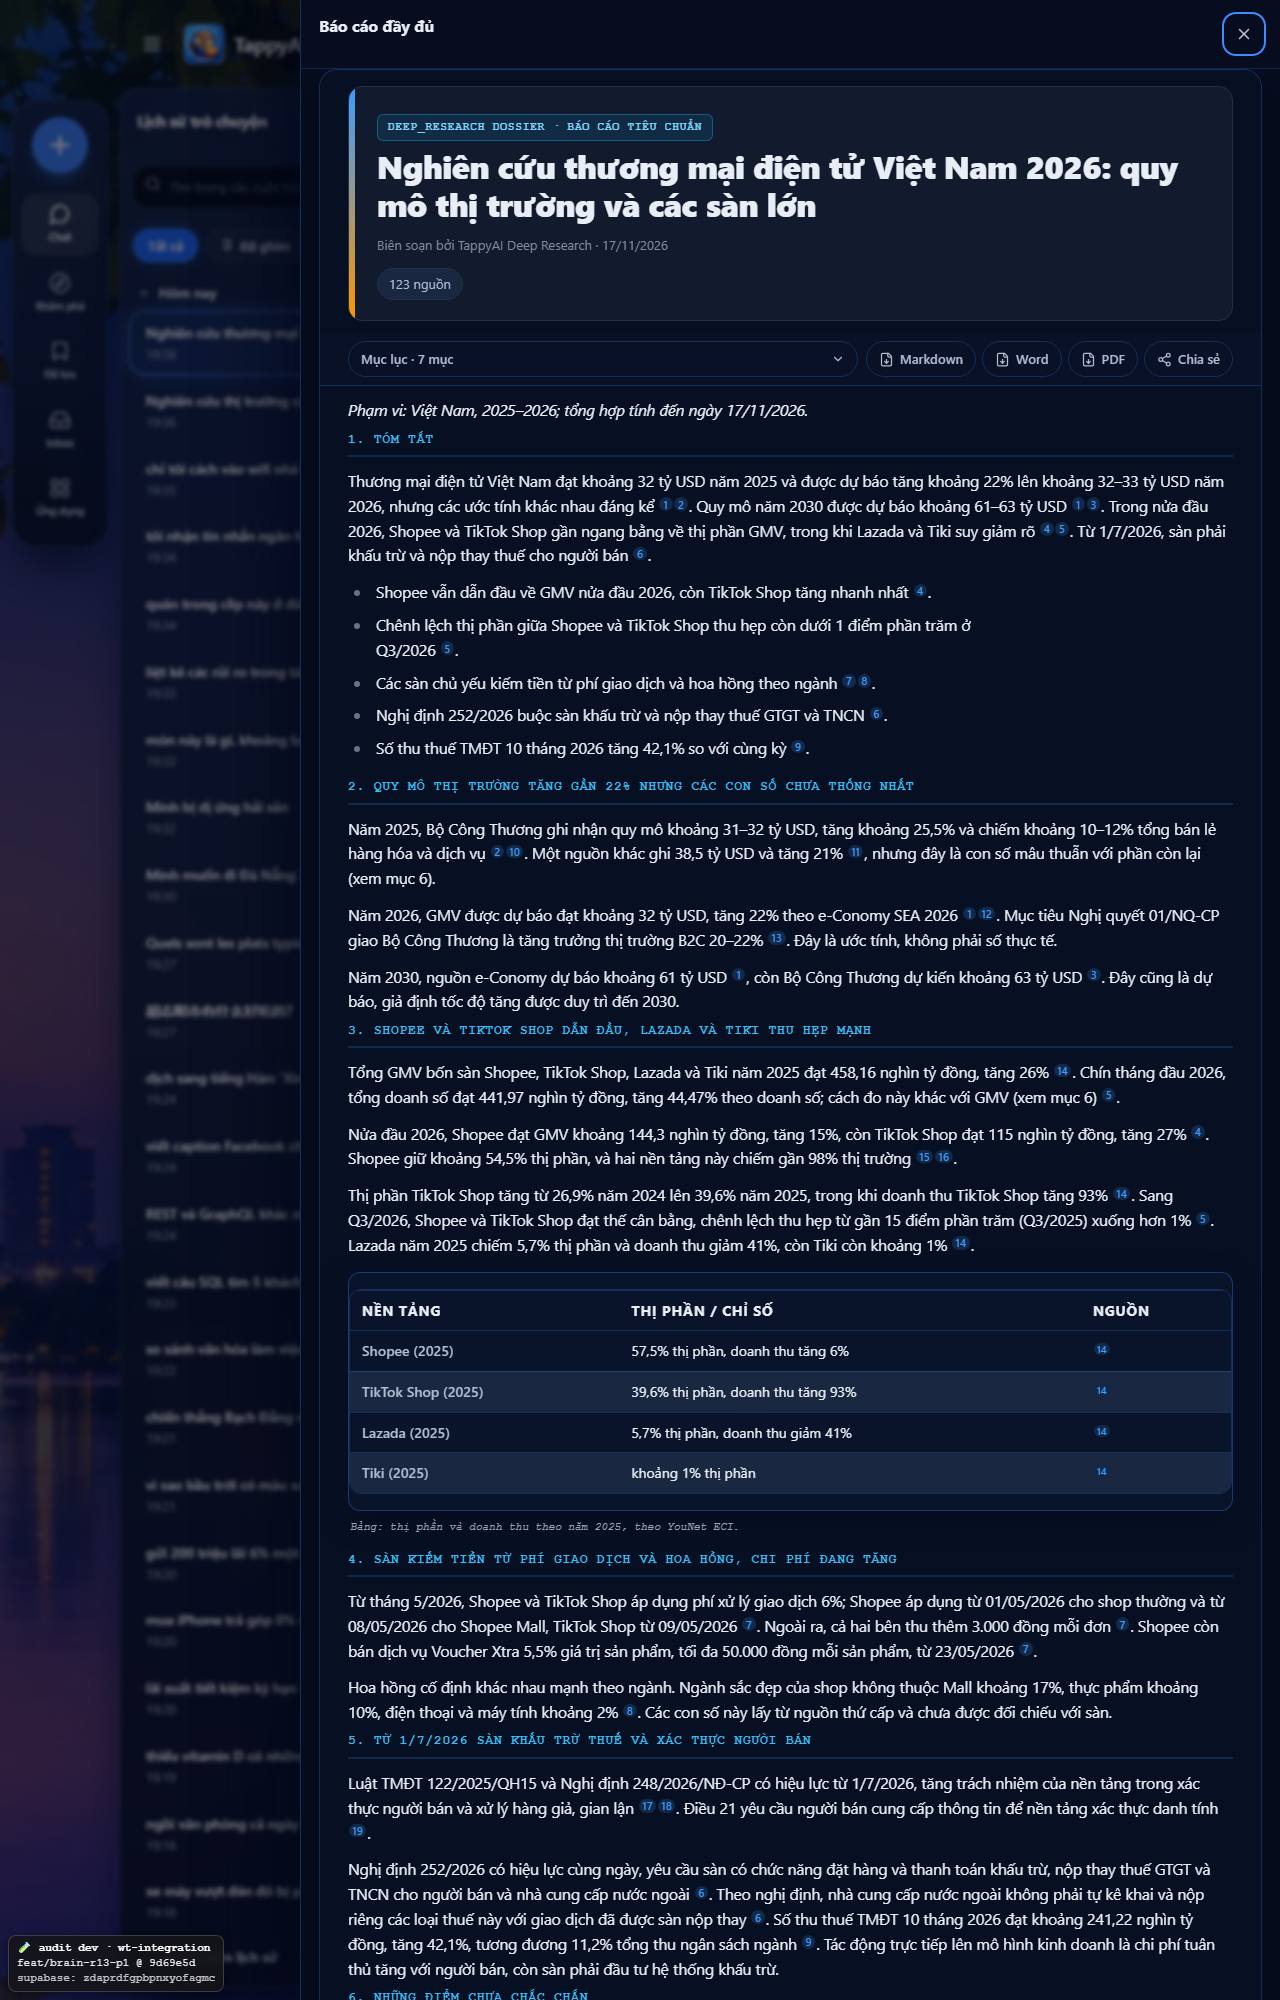 Báo cáo đầy đủ
TappyA
Lịch sử trò chuyện
Tất cả
Đã ghim
Hôm nay
Chat
Khám phá
Đã lưu
Inbox
Ứng dụng
DEEP_RESEARCH DOSSIER · BÁO CÁO TIÊU CHUẨN
Nghiên cứu thương mại điện tử Việt Nam 2026: quy
mô thị trường và các sàn lớn
Biên soạn bởi TappyAI Deep Research · 17/11/2026
123 nguồn
Mục lục · 7 mục
Markdown
Word
PDF
Chia sẻ
Phạm vi: Việt Nam, 2025–2026; tổng hợp tính đến ngày 17/11/2026.
1. TÓM TẮT
Thương mại điện tử Việt Nam đạt khoảng 32 tỷ USD năm 2025 và được dự báo tăng khoảng 22% lên khoảng 32–33 tỷ USD năm
2026, nhưng các ước tính khác nhau đáng kể 1 2 . Quy mô năm 2030 được dự báo khoảng 61–63 tỷ USD 1 3 . Trong nửa đầu
2026, Shopee và TikTok Shop gần ngang bằng về thị phần GMV, trong khi Lazada và Tiki suy giảm rõ 4 5 . Từ 1/7/2026, sàn phải
khấu trừ và nộp thay thuế cho người bán 6 .
• Shopee vẫn dẫn đầu về GMV nửa đầu 2026, còn TikTok Shop tăng nhanh nhất 4 .
• Chênh lệch thị phần giữa Shopee và TikTok Shop thu hẹp còn dưới 1 điểm phần trăm ở
Q3/2026 5 .
• Các sàn chủ yếu kiếm tiền từ phí giao dịch và hoa hồng theo ngành 7 8 .
• Nghị định 252/2026 buộc sàn khấu trừ và nộp thay thuế GTGT và TNCN 6 .
• Số thu thuế TMĐT 10 tháng 2026 tăng 42,1% so với cùng kỳ 9 .
2. QUY MÔ THỊ TRƯỜNG TĂNG GẦN 22% NHƯNG CÁC CON SỐ CHƯA THỐNG NHẤT
Năm 2025, Bộ Công Thương ghi nhận quy mô khoảng 31–32 tỷ USD, tăng khoảng 25,5% và chiếm khoảng 10–12% tổng bán lẻ
hàng hóa và dịch vụ 2 10 . Một nguồn khác ghi 38,5 tỷ USD và tăng 21% 11 , nhưng đây là con số mâu thuẫn với phần còn lại
(xem mục 6).
Năm 2026, GMV được dự báo đạt khoảng 32 tỷ USD, tăng 22% theo e-Conomy SEA 2026 1 12 . Mục tiêu Nghị quyết 01/NQ-CP
giao Bộ Công Thương là tăng trưởng thị trường B2C 20–22% 13 . Đây là ước tính, không phải số thực tế.
Năm 2030, nguồn e-Conomy dự báo khoảng 61 tỷ USD 1 , còn Bộ Công Thương dự kiến khoảng 63 tỷ USD 3 . Đây cũng là dự
báo, giả định tốc độ tăng được duy trì đến 2030.
3. SHOPEE VÀ TIKTOK SHOP DẪN ĐẦU, LAZADA VÀ TIKI THU HẸP MẠNH
Tổng GMV bốn sàn Shopee, TikTok Shop, Lazada và Tiki năm 2025 đạt 458,16 nghìn tỷ đồng, tăng 26% 14 . Chín tháng đầu 2026,
tổng doanh số đạt 441,97 nghìn tỷ đồng, tăng 44,47% theo doanh số; cách đo này khác với GMV (xem mục 6) 5 .
Nửa đầu 2026, Shopee đạt GMV khoảng 144,3 nghìn tỷ đồng, tăng 15%, còn TikTok Shop đạt 115 nghìn tỷ đồng, tăng 27% 4 .
Shopee giữ khoảng 54,5% thị phần, và hai nền tảng này chiếm gần 98% thị trường 15 16 .
Thị phần TikTok Shop tăng từ 26,9% năm 2024 lên 39,6% năm 2025, trong khi doanh thu TikTok Shop tăng 93% 14 . Sang
Q3/2026, Shopee và TikTok Shop đạt thế cân bằng, chênh lệch thu hẹp từ gần 15 điểm phần trăm (Q3/2025) xuống hơn 1% 5 .
Lazada năm 2025 chiếm 5,7% thị phần và doanh thu giảm 41%, còn Tiki còn khoảng 1% 14 .
NỀN TẢNG THỊ PHẦN / CHỈ SỐ NGUỒN
Shopee (2025) 57,5% thị phần, doanh thu tăng 6% 14
TikTok Shop (2025) 39,6% thị phần, doanh thu tăng 93% 14
Lazada (2025) 5,7% thị phần, doanh thu giảm 41% 14
Tiki (2025) khoảng 1% thị phần 14
Bảng: thị phần và doanh thu theo năm 2025, theo YouNet ECI.
4. SÀN KIẾM TIỀN TỪ PHÍ GIAO DỊCH VÀ HOA HỒNG, CHI PHÍ ĐANG TĂNG
Từ tháng 5/2026, Shopee và TikTok Shop áp dụng phí xử lý giao dịch 6%; Shopee áp dụng từ 01/05/2026 cho shop thường và từ
08/05/2026 cho Shopee Mall, TikTok Shop từ 09/05/2026 7 . Ngoài ra, cả hai bên thu thêm 3.000 đồng mỗi đơn 7 . Shopee còn
bán dịch vụ Voucher Xtra 5,5% giá trị sản phẩm, tối đa 50.000 đồng mỗi sản phẩm, từ 23/05/2026 7 .
Hoa hồng cố định khác nhau mạnh theo ngành. Ngành sắc đẹp của shop không thuộc Mall khoảng 17%, thực phẩm khoảng
10%, điện thoại và máy tính khoảng 2% 8 . Các con số này lấy từ nguồn thứ cấp và chưa được đối chiếu với sàn.
5. TỪ 1/7/2026 SÀN KHẤU TRỪ THUẾ VÀ XÁC THỰC NGƯỜI BÁN
Luật TMĐT 122/2025/QH15 và Nghị định 248/2026/NĐ-CP có hiệu lực từ 1/7/2026, tăng trách nhiệm của nền tảng trong xác
thực người bán và xử lý hàng giả, gian lận 17 18 . Điều 21 yêu cầu người bán cung cấp thông tin để nền tảng xác thực danh tính
19 .
Nghị định 252/2026 có hiệu lực cùng ngày, yêu cầu sàn có chức năng đặt hàng và thanh toán khấu trừ, nộp thay thuế GTGT và
TNCN cho người bán và nhà cung cấp nước ngoài 6 . Theo nghị định, nhà cung cấp nước ngoài không phải tự kê khai và nộp
riêng các loại thuế này với giao dịch đã được sàn nộp thay 6 . Số thu thuế TMĐT 10 tháng 2026 đạt khoảng 241,22 nghìn tỷ
đồng, tăng 42,1%, tương đương 11,2% tổng thu ngân sách ngành 9 . Tác động trực tiếp lên mô hình kinh doanh là chi phí tuân
thủ tăng với người bán, còn sàn phải đầu tư hệ thống khấu trừ.
6. NHỮNG ĐIỂM CHƯA CHẮC CHẮN
audit dev · wt-integration
feat/brain-r13-p1 @ 9d69e5d
supabase: zdaprdfgpbpnxyofagmc